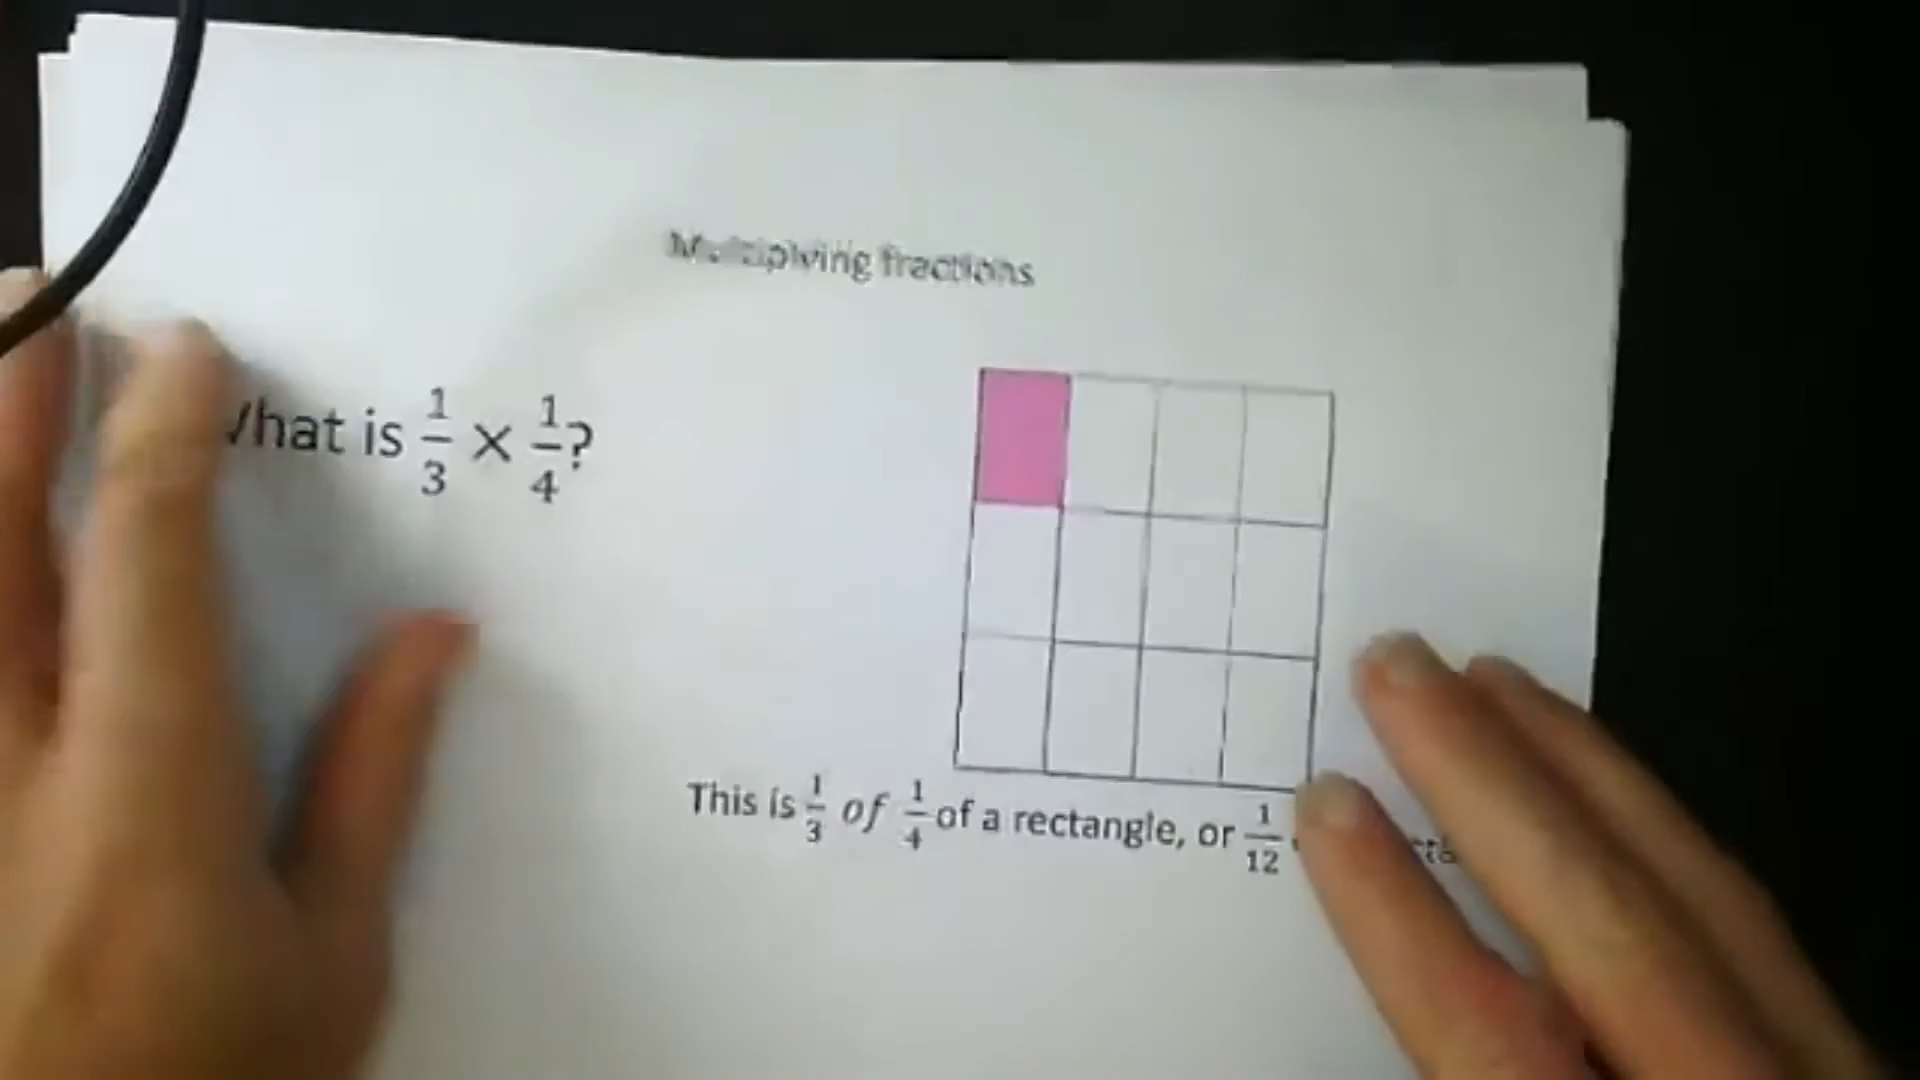 Multiplying fractions
What is 1/3 × 1/4?
This is 1/3 of 1/4 of a rectangle, or 1/12